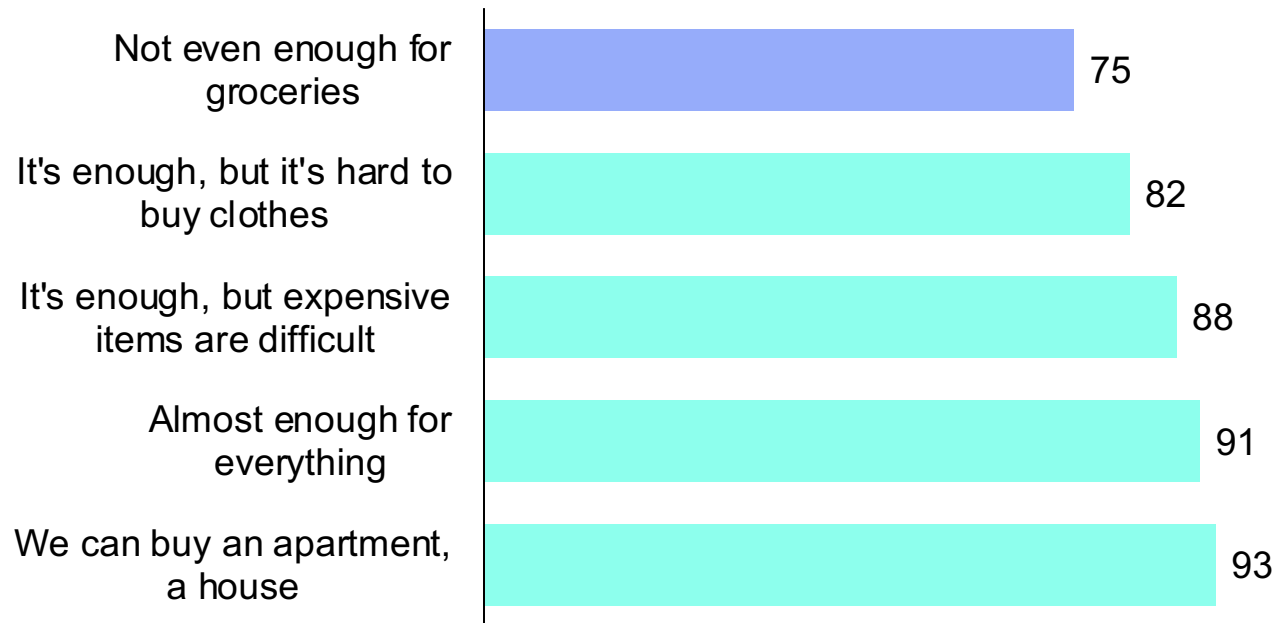 Not even enough for
groceries
75
It's enough, but it's hard to
buy clothes
82
It's enough, but expensive
items are difficult
88
Almost enough for
everything
91
We can buy an apartment,
a house
93